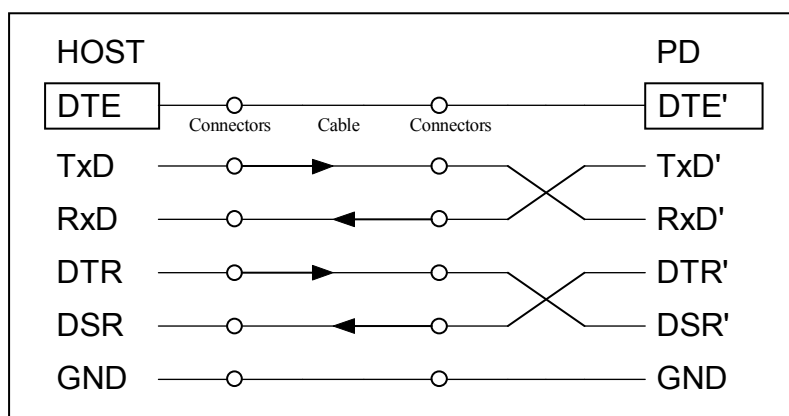 HOST PD
DTE DTE'
Connectors Cable Connectors
TxD TxD'
RxD RxD'
DTR DTR'
DSR DSR'
GND GND